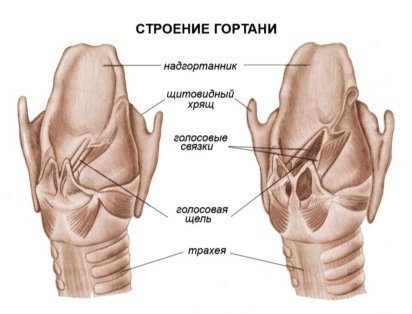 СТРОЕНИЕ ГОРТАНИ
надгортанник
щитовидный
хрящ
голосовые
связки
голосовая
щель
трахея